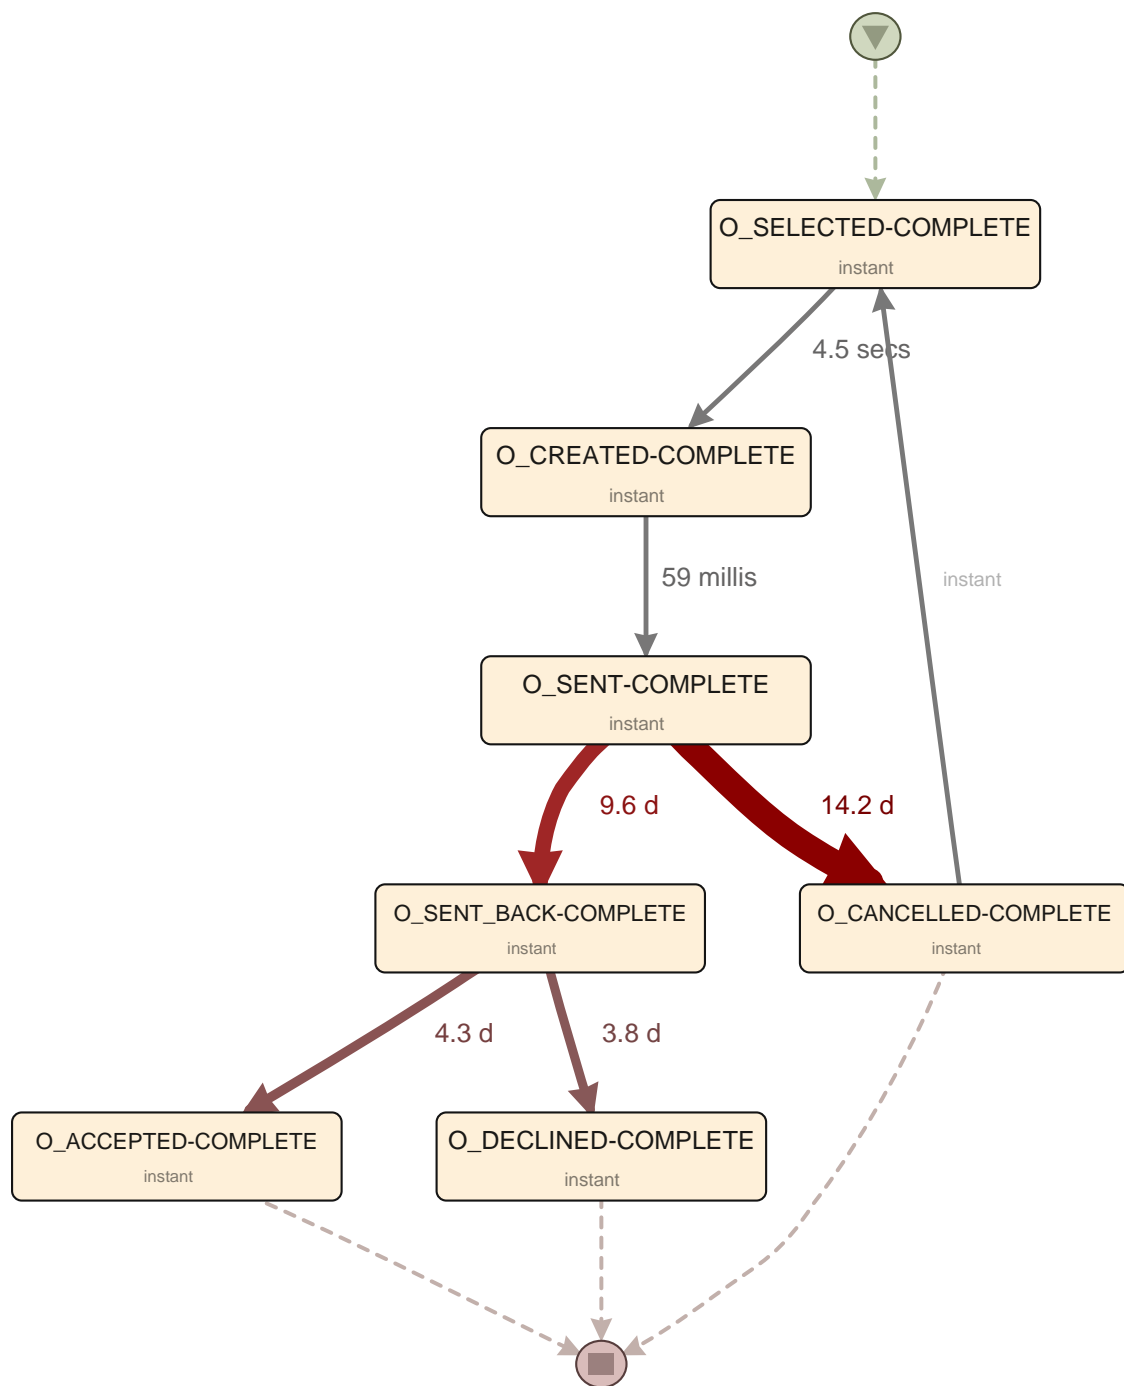 O_SELECTED-COMPLETE
instant
4.5 secs
O_CREATED-COMPLETE
instant
59 millis
instant
O_SENT-COMPLETE
instant
9.6 d
14.2 d
O_SENT_BACK-COMPLETE
instant
O_CANCELLED-COMPLETE
instant
4.3 d
3.8 d
O_ACCEPTED-COMPLETE
instant
O_DECLINED-COMPLETE
instant